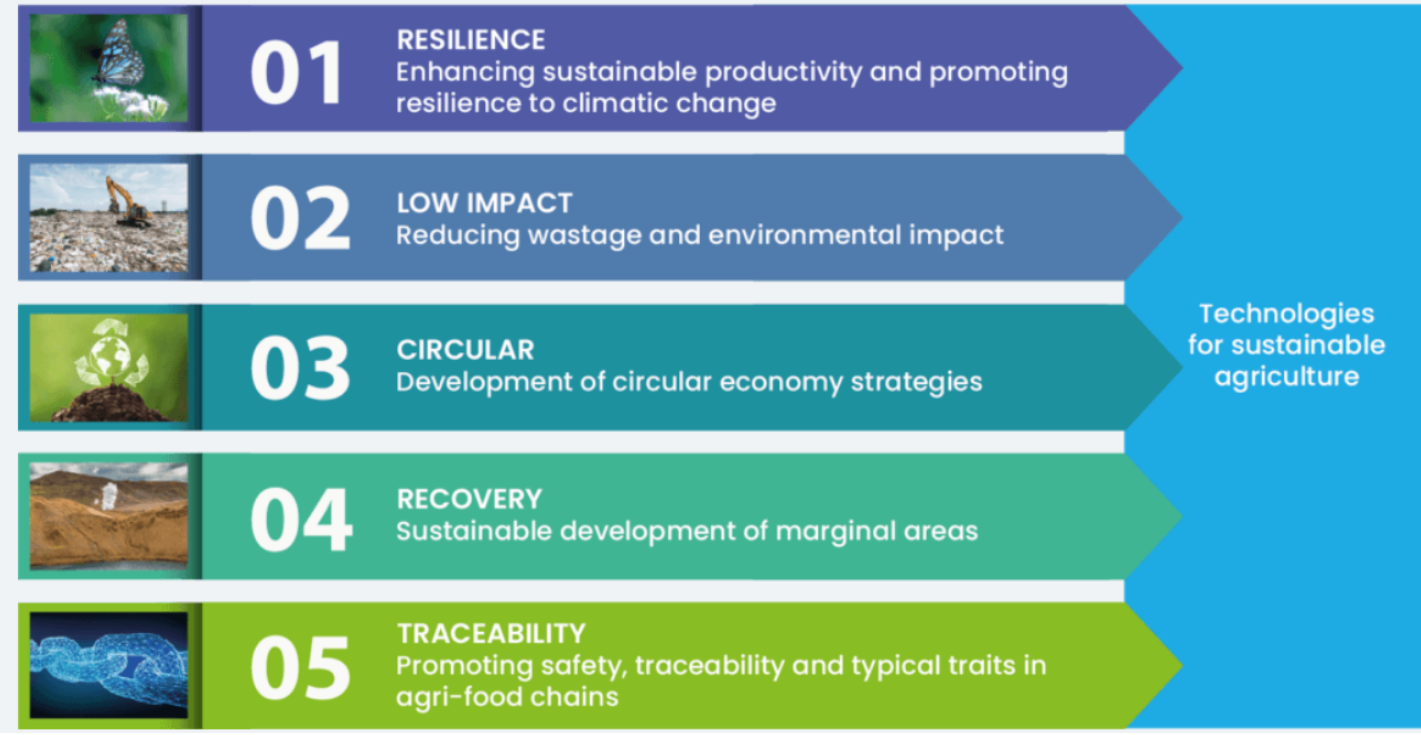 01
RESILIENCE
Enhancing sustainable productivity and promoting
resilience to climatic change
02
LOW IMPACT
Reducing wastage and environmental impact
03
CIRCULAR
Development of circular economy strategies
04
RECOVERY
Sustainable development of marginal areas
05
TRACEABILITY
Promoting safety, traceability and typical traits in
agri-food chains
Technologies
for sustainable
agriculture